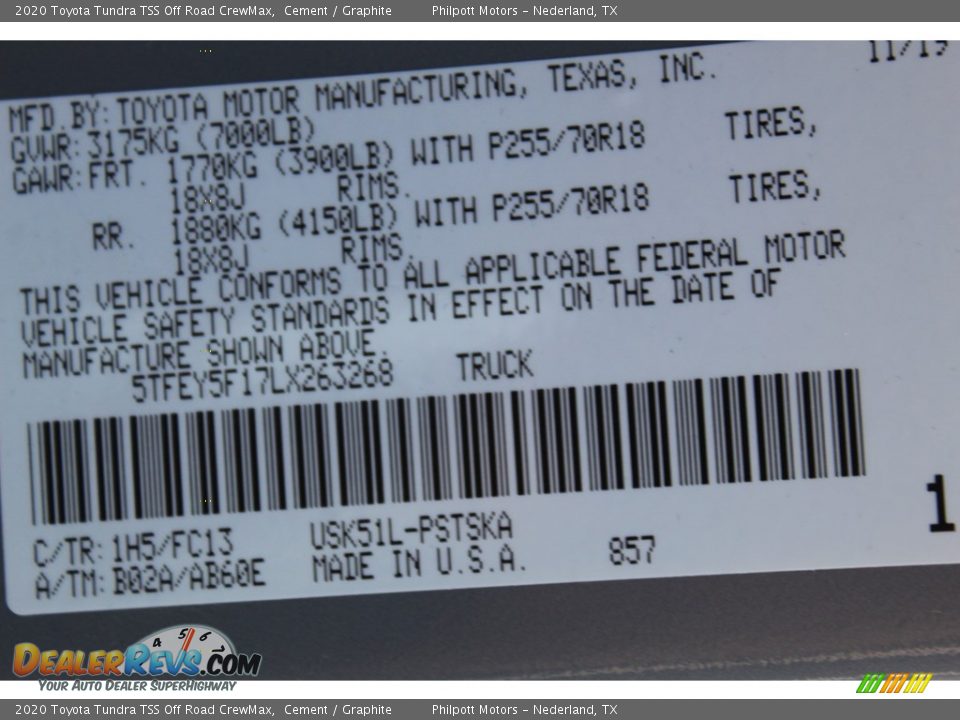 2020 Toyota Tundra TSS Off Road CrewMax, Cement / Graphite Philpott Motors - Nederland, TX
11/19
MFD. BY: TOYOTA MOTOR MANUFACTURING, TEXAS, INC.
GVWR: 3175KG (7000LB)
GAWR: FRT. 1770KG (3900LB) WITH P255/70R18 TIRES,
18X8J RIMS.
RR. 1880KG (4150LB) WITH P255/70R18 TIRES,
18X8J RIMS.
THIS VEHICLE CONFORMS TO ALL APPLICABLE FEDERAL MOTOR
VEHICLE SAFETY STANDARDS IN EFFECT ON THE DATE OF
MANUFACTURE SHOWN ABOVE.
5TFEY5F17LX263268 TRUCK
1
C/TR: 1H5/FC13 USK51L-PSTSKA
A/TM: B02A/AB60E MADE IN U.S.A. 857
4 5 6
DEALERREVS.COM
YOUR AUTO DEALER SUPERHIGHWAY
2020 Toyota Tundra TSS Off Road CrewMax, Cement / Graphite Philpott Motors - Nederland, TX